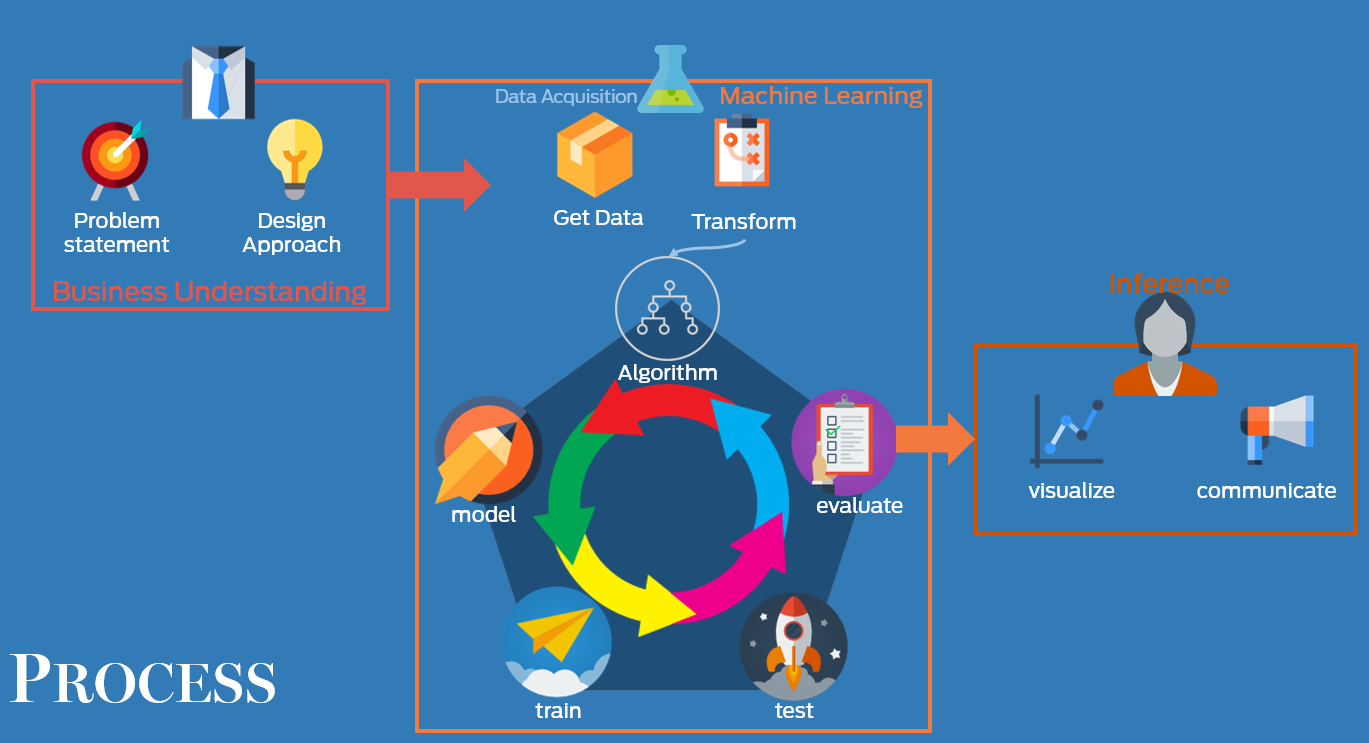 Data Acquisition
Machine Learning
Problem
statement
Design
Approach
Business Understanding
Get Data
Transform
Algorithm
model
evaluate
train
test
Inference
visualize
communicate
PROCESS